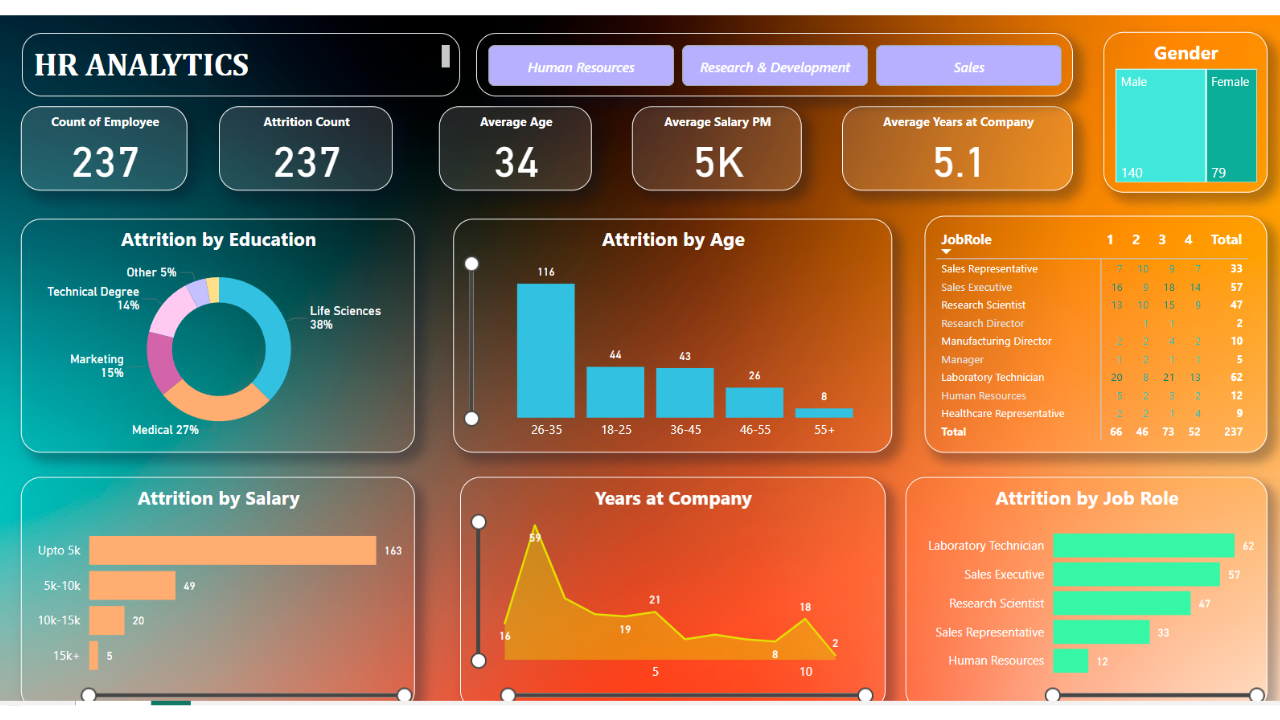 HR ANALYTICS
Human Resources
Research & Development
Sales
Gender
Male
Female
140
79
Count of Employee
237
Attrition Count
237
Average Age
34
Average Salary PM
5K
Average Years at Company
5.1
Attrition by Education
Other 5%
Technical Degree
14%
Life Sciences
38%
Marketing
15%
Medical 27%
Attrition by Age
116
44
43
26
8
26-35
18-25
36-45
46-55
55+
JobRole 1 2 3 4 Total
Sales Representative 7 10 9 7 33
Sales Executive 16 9 18 14 57
Research Scientist 13 10 15 9 47
Research Director 1 1 2
Manufacturing Director 2 2 4 2 10
Manager 1 2 1 1 5
Laboratory Technician 20 8 21 13 62
Human Resources 5 2 3 2 12
Healthcare Representative 2 2 1 4 9
Total 66 46 73 52 237
Attrition by Salary
Upto 5k 163
5k-10k 49
10k-15k 20
15k+ 5
Years at Company
59
16
19
21
8
18
2
5
10
Attrition by Job Role
Laboratory Technician 62
Sales Executive 57
Research Scientist 47
Sales Representative 33
Human Resources 12